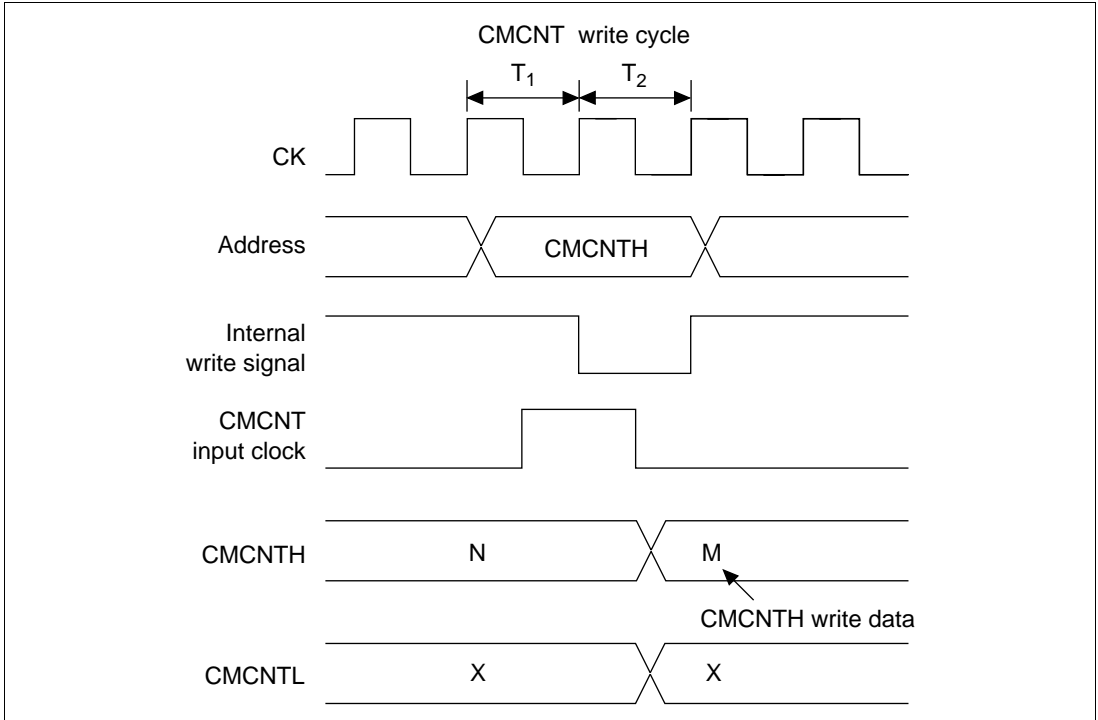 CMCNT write cycle
T1 T2
CK
Address CMCNTH
Internal
write signal
CMCNT
input clock
CMCNTH N M
CMCNTH write data
CMCNTL X X